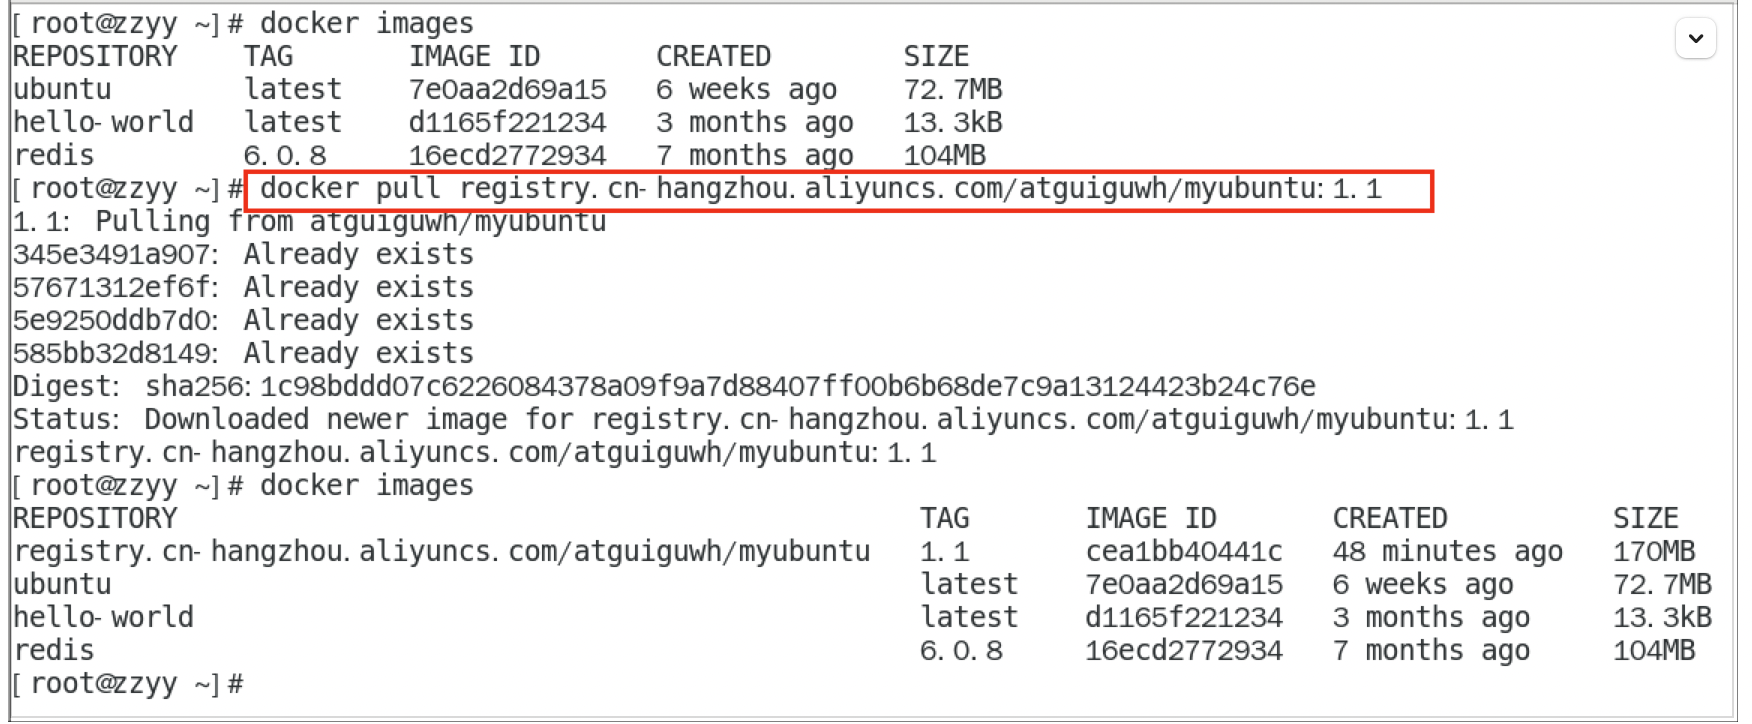 [root@zzyy ~]# docker images
REPOSITORY    TAG       IMAGE ID       CREATED        SIZE
ubuntu        latest    7e0aa2d69a15   6 weeks ago    72.7MB
hello-world   latest    d1165f221234   3 months ago   13.3kB
redis         6.0.8     16ecd2772934   7 months ago   104MB
[root@zzyy ~]# docker pull registry.cn-hangzhou.aliyuncs.com/atguiguwh/myubuntu:1.1
1.1: Pulling from atguiguwh/myubuntu
345e3491a907: Already exists
57671312ef6f: Already exists
5e9250ddb7d0: Already exists
585bb32d8149: Already exists
Digest: sha256:1c98bddd07c6226084378a09f9a7d88407ff00b6b68de7c9a13124423b24c76e
Status: Downloaded newer image for registry.cn-hangzhou.aliyuncs.com/atguiguwh/myubuntu:1.1
registry.cn-hangzhou.aliyuncs.com/atguiguwh/myubuntu:1.1
[root@zzyy ~]# docker images
REPOSITORY                                             TAG       IMAGE ID       CREATED          SIZE
registry.cn-hangzhou.aliyuncs.com/atguiguwh/myubuntu   1.1       cea1bb40441c   48 minutes ago   170MB
ubuntu                                                 latest    7e0aa2d69a15   6 weeks ago      72.7MB
hello-world                                            latest    d1165f221234   3 months ago     13.3kB
redis                                                  6.0.8     16ecd2772934   7 months ago     104MB
[root@zzyy ~]#